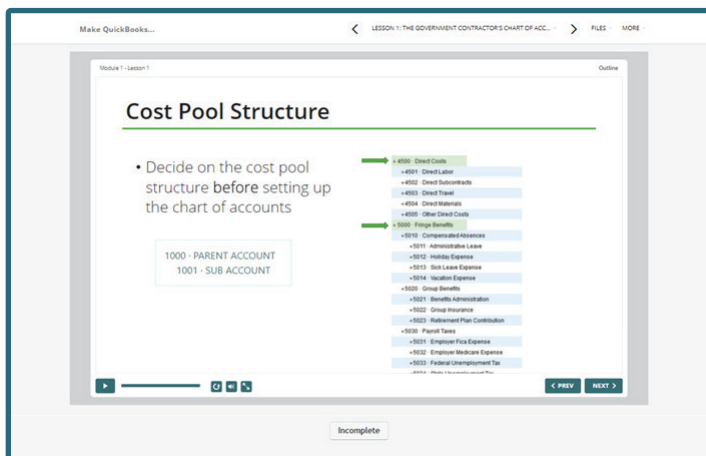 Make QuickBooks...
LESSON 1: THE GOVERNMENT CONTRACTOR'S CHART OF ACC...
FILES
MORE
Module 1 - Lesson 1
Outline
Cost Pool Structure
• Decide on the cost pool
structure before setting up
the chart of accounts
1000 · PARENT ACCOUNT
1001 · SUB ACCOUNT
4500 · Direct Costs
4501 · Direct Labor
4502 · Direct Subcontracts
4503 · Direct Travel
4504 · Direct Materials
4505 · Other Direct Costs
5000 · Fringe Benefits
5010 · Compensated Absences
5011 · Administrative Leave
5012 · Holiday Expense
5013 · Sick Leave Expense
5014 · Vacation Expense
5020 · Group Benefits
5021 · Benefits Administration
5022 · Group Insurance
5023 · Retirement Plan Contribution
5030 · Payroll Taxes
5031 · Employer Fica Expense
5032 · Employer Medicare Expense
5033 · Federal Unemployment Tax
< PREV
NEXT >
Incomplete